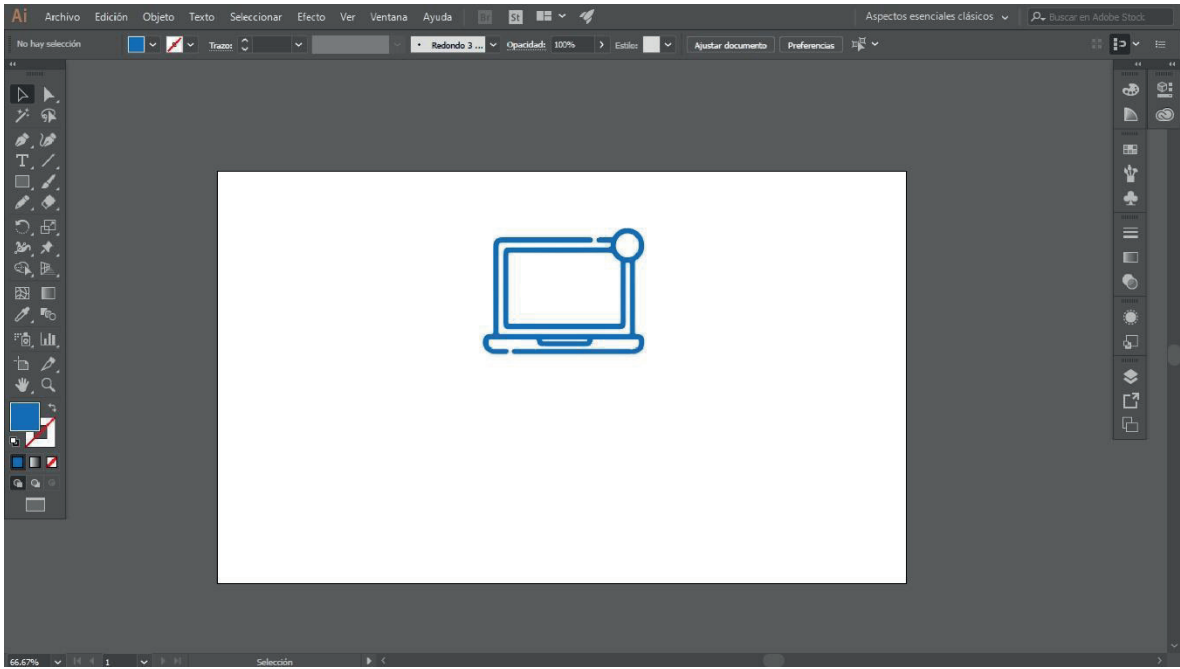 Ai Archivo Edición Objeto Texto Seleccionar Efecto Ver Ventana Ayuda Br St Aspectos esenciales clásicos Buscar en Adobe Stock
No hay selección Trazo: Redondo 3 ... Opacidad: 100% Estilo: Ajustar documento Preferencias
T
66.67% 1 Selección